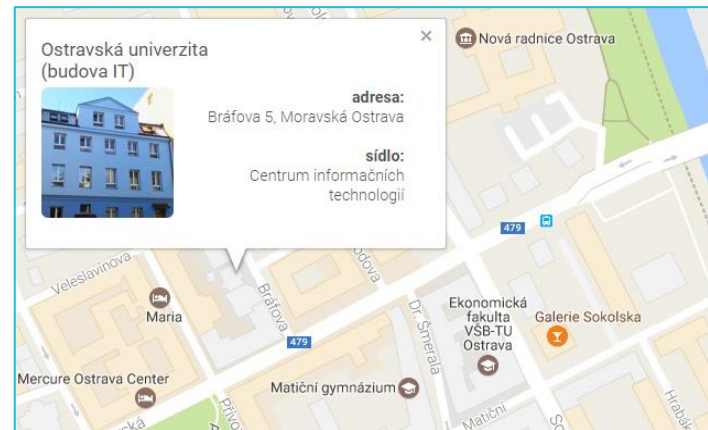 Ostravská univerzita
(budova IT)
×
adresa:
Bráfova 5, Moravská Ostrava
sídlo:
Centrum informačních
technologií
Nová radnice Ostrava
479
Veleslavínova
Maria
Bráfova
Dr. Šmerala
Ekonomická
fakulta
VŠB-TU
Ostrava
Galerie Sokolska
479
Mercure Ostrava Center
Matiční gymnázium
Matiční